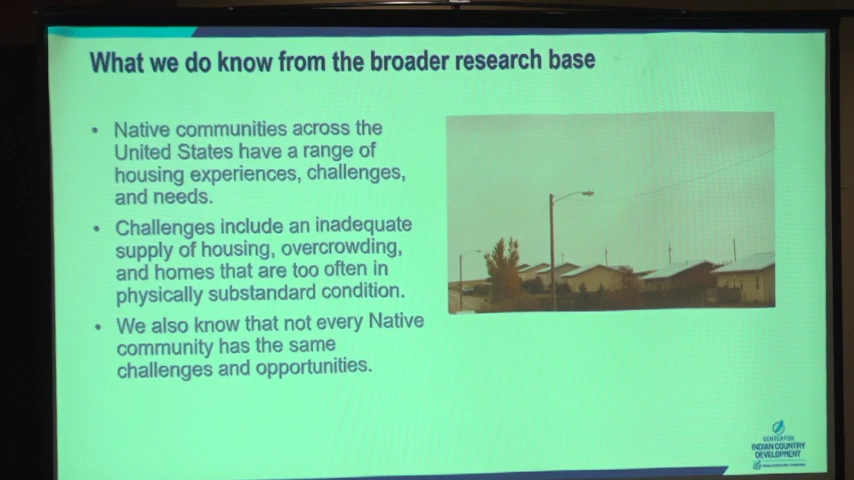 What we do know from the broader research base
• Native communities across the
United States have a range of
housing experiences, challenges,
and needs.
• Challenges include an inadequate
supply of housing, overcrowding,
and homes that are too often in
physically substandard condition.
• We also know that not every Native
community has the same
challenges and opportunities.
CENTER FOR
INDIAN COUNTRY
DEVELOPMENT